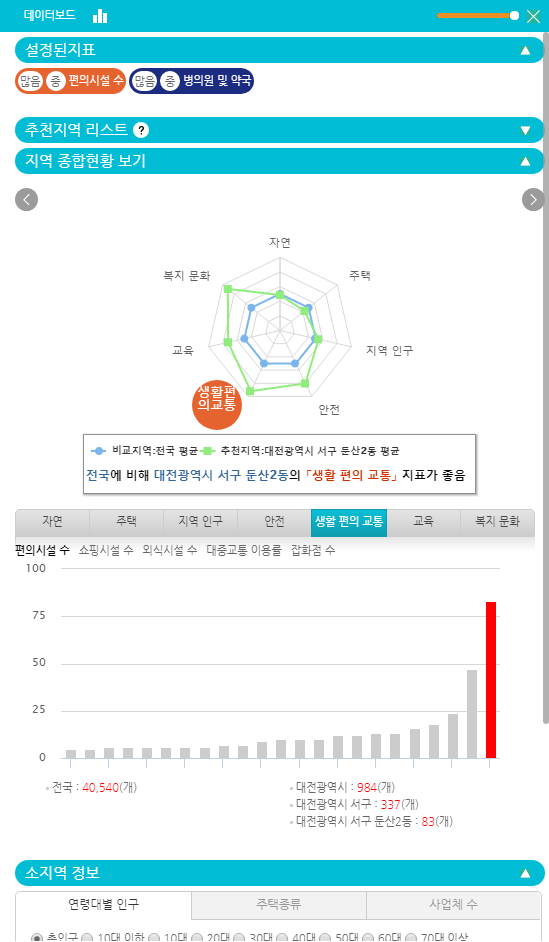 데이터보드
설정된지표
많음 중 편의시설 수 많음 중 병의원 및 약국
추천지역 리스트 ?
지역 종합현황 보기
자연
복지 문화 주택
교육 지역 인구
생활편
의교통
안전
비교지역:전국 평균 추천지역:대전광역시 서구 둔산2동 평균
전국에 비해 대전광역시 서구 둔산2동의 「생활 편의 교통」 지표가 좋음
자연 주택 지역 인구 안전 생활 편의 교통 교육 복지 문화
편의시설 수 쇼핑시설 수 외식시설 수 대중교통 이용률 잡화점 수
100
75
50
25
0
전국 : 40,540(개) 대전광역시 : 984(개)
대전광역시 서구 : 337(개)
대전광역시 서구 둔산2동 : 83(개)
소지역 정보
연령대별 인구 주택종류 사업체 수
총인구 10대 이하 10대 20대 30대 40대 50대 60대 70대 이상